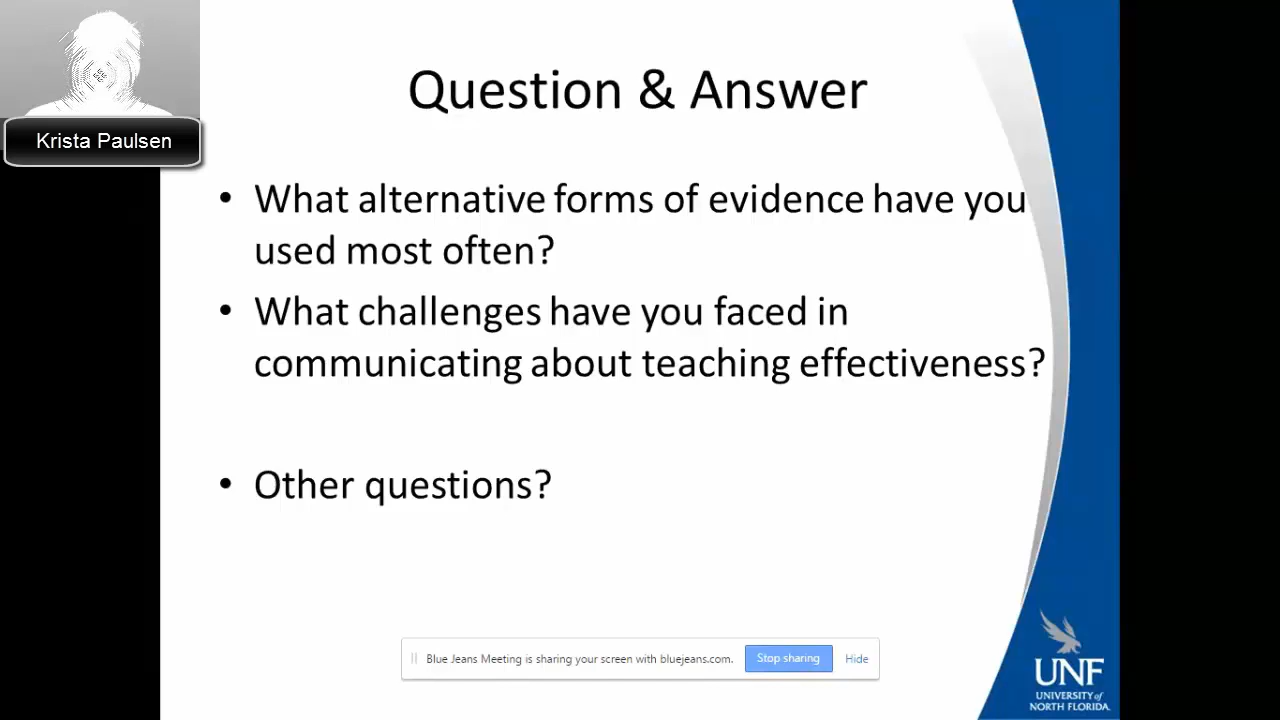 Krista Paulsen
Question & Answer
• What alternative forms of evidence have you
used most often?
• What challenges have you faced in
communicating about teaching effectiveness?
• Other questions?
Blue Jeans Meeting is sharing your screen with bluejeans.com. Stop sharing Hide
UNF
UNIVERSITY of
NORTH FLORIDA.